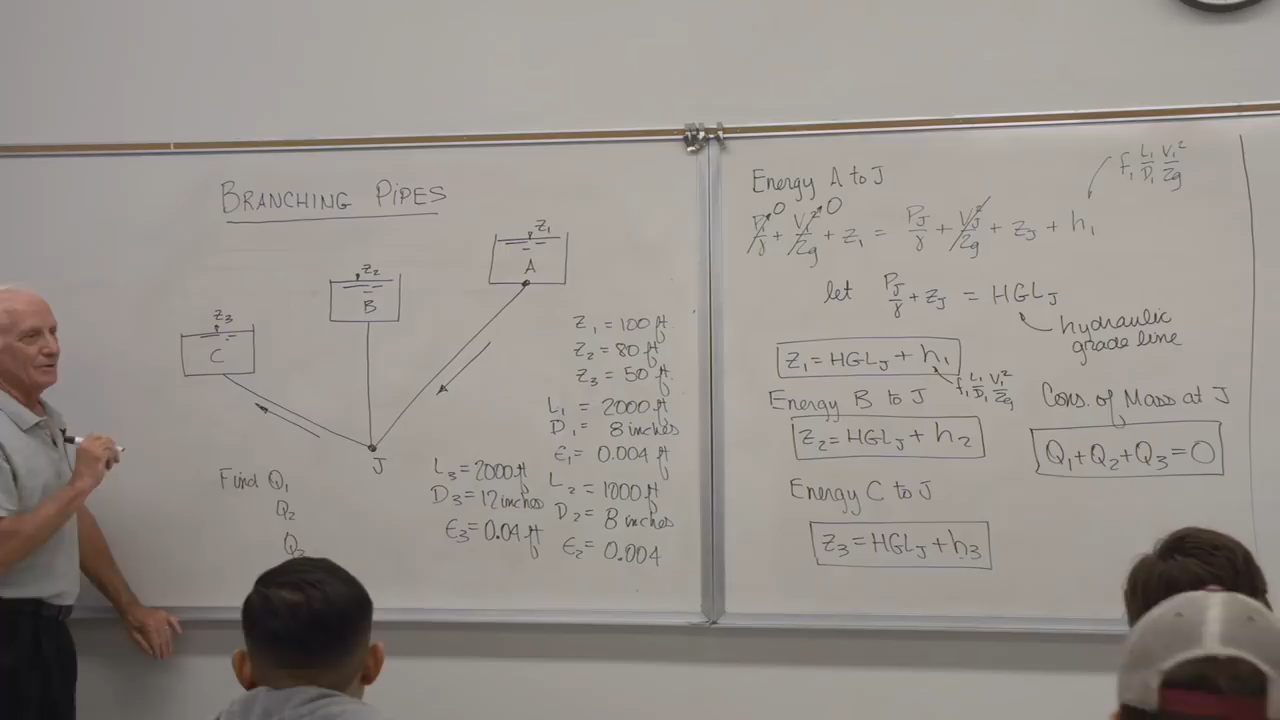 BRANCHING PIPES
Z₁
A
Z₂
B
Z₃
C
J
Z₁ = 100 ft.
Z₂ = 80 ft
Z₃ = 50 ft.
L₁ = 2000 ft
D₁ = 8 inches
ϵ₁ = 0.004 ft
L₂ = 1000 ft
D₂ = 8 inches
ϵ₂ = 0.004
L₃ = 2000 ft
D₃ = 12 inches
ϵ₃ = 0.04 ft
Find Q₁
Q₂
Q₃
Energy A to J
f₁ L₁/D₁ V₁²/2g
P₁/γ + V₁²/2g + z₁ = P_J/γ + V_J²/2g + z_J + h₁
0 0
let P_J/γ + z_J = HGL_J
hydraulic
grade line
Z₁ = HGL_J + h₁
f₁ L₁/D₁ V₁²/2g
Energy B to J
Z₂ = HGL_J + h₂
Energy C to J
Z₃ = HGL_J + h₃
Cons. of Mass at J
Q₁ + Q₂ + Q₃ = 0